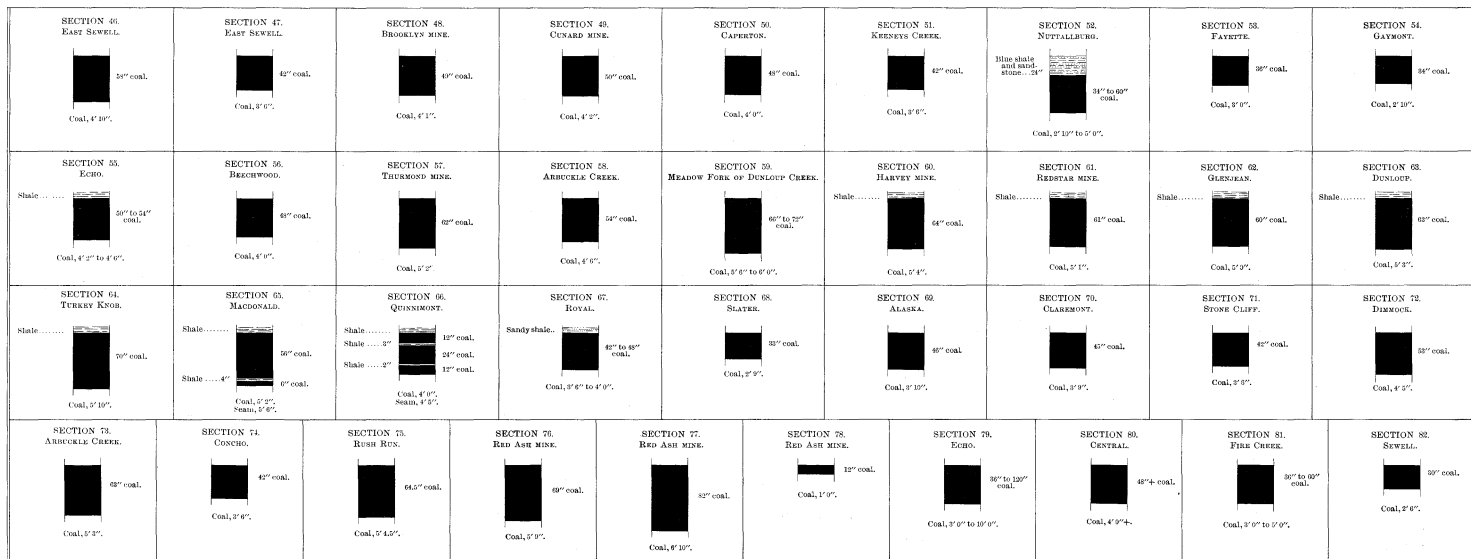 SECTION 46.
EAST SEWELL.
58″ coal.
Coal, 4′ 10″.
SECTION 47.
EAST SEWELL.
42″ coal.
Coal, 3′ 6″.
SECTION 48.
BROOKLYN MINE.
49″ coal.
Coal, 4′ 1″.
SECTION 49.
CUNARD MINE.
50″ coal.
Coal, 4′ 2″.
SECTION 50.
CAPERTON.
48″ coal.
Coal, 4′ 0″.
SECTION 51.
KEENEYS CREEK.
42″ coal.
Coal, 3′ 6″.
SECTION 52.
NUTTALLBURG.
Blue shale
and sand-
stone...24″
34″ to 60″
coal.
Coal, 2′ 10″ to 5′ 0″.
SECTION 53.
FAYETTE.
36″ coal.
Coal, 3′ 0″.
SECTION 54.
GAYMONT.
34″ coal.
Coal, 2′ 10″.
SECTION 55.
ECHO.
Shale........
50″ to 54″
coal.
Coal, 4′ 2″ to 4′ 6″.
SECTION 56.
BEECHWOOD.
48″ coal.
Coal, 4′ 0″.
SECTION 57.
THURMOND MINE.
62″ coal.
Coal, 5′ 2″.
SECTION 58.
ARBUCKLE CREEK.
54″ coal.
Coal, 4′ 6″.
SECTION 59.
MEADOW FORK OF DUNLOUP CREEK.
66″ to 72″
coal.
Coal, 5′ 6″ to 6′ 0″.
SECTION 60.
HARVEY MINE.
Shale........
64″ coal.
Coal, 5′ 4″.
SECTION 61.
REDSTAR MINE.
Shale........
61″ coal.
Coal, 5′ 1″.
SECTION 62.
GLENJEAN.
Shale........
60″ coal.
Coal, 5′ 0″.
SECTION 63.
DUNLOUP.
Shale........
63″ coal.
Coal, 5′ 3″.
SECTION 64.
TURKEY KNOB.
Shale........
70″ coal.
Coal, 5′ 10″.
SECTION 65.
MACDONALD.
Shale........
56″ coal.
Shale.....4″
6″ coal.
Coal, 5′ 2″.
Seam, 5′ 6″.
SECTION 66.
QUINNIMONT.
Shale........
12″ coal.
Shale.....3″
24″ coal.
Shale.....2″
12″ coal.
Coal, 4′ 0″.
Seam, 4′ 5″.
SECTION 67.
ROYAL.
Sandy shale..
42″ to 48″
coal.
Coal, 3′ 6″ to 4′ 0″.
SECTION 68.
SLATER.
33″ coal.
Coal, 2′ 9″.
SECTION 69.
ALASKA.
46″ coal.
Coal, 3′ 10″.
SECTION 70.
CLAREMONT.
45″ coal.
Coal, 3′ 9″.
SECTION 71.
STONE CLIFF.
42″ coal.
Coal, 3′ 6″.
SECTION 72.
DIMMOCK.
53″ coal.
Coal, 4′ 5″.
SECTION 73.
ARBUCKLE CREEK.
63″ coal.
Coal, 5′ 3″.
SECTION 74.
CONCHO.
42″ coal.
Coal, 3′ 6″.
SECTION 75.
RUSH RUN.
64.5″ coal.
Coal, 5′ 4.5″.
SECTION 76.
RED ASH MINE.
69″ coal.
Coal, 5′ 9″.
SECTION 77.
RED ASH MINE.
82″ coal.
Coal, 6′ 10″.
SECTION 78.
RED ASH MINE.
12″ coal.
Coal, 1′ 0″.
SECTION 79.
ECHO.
36″ to 120″
coal.
Coal, 3′ 0″ to 10′ 0″.
SECTION 80.
CENTRAL.
48″+ coal.
Coal, 4′ 0″+.
SECTION 81.
FIRE CREEK.
36″ to 60″
coal.
Coal, 3′ 0″ to 5′ 0″.
SECTION 82.
SEWELL.
30″ coal.
Coal, 2′ 6″.